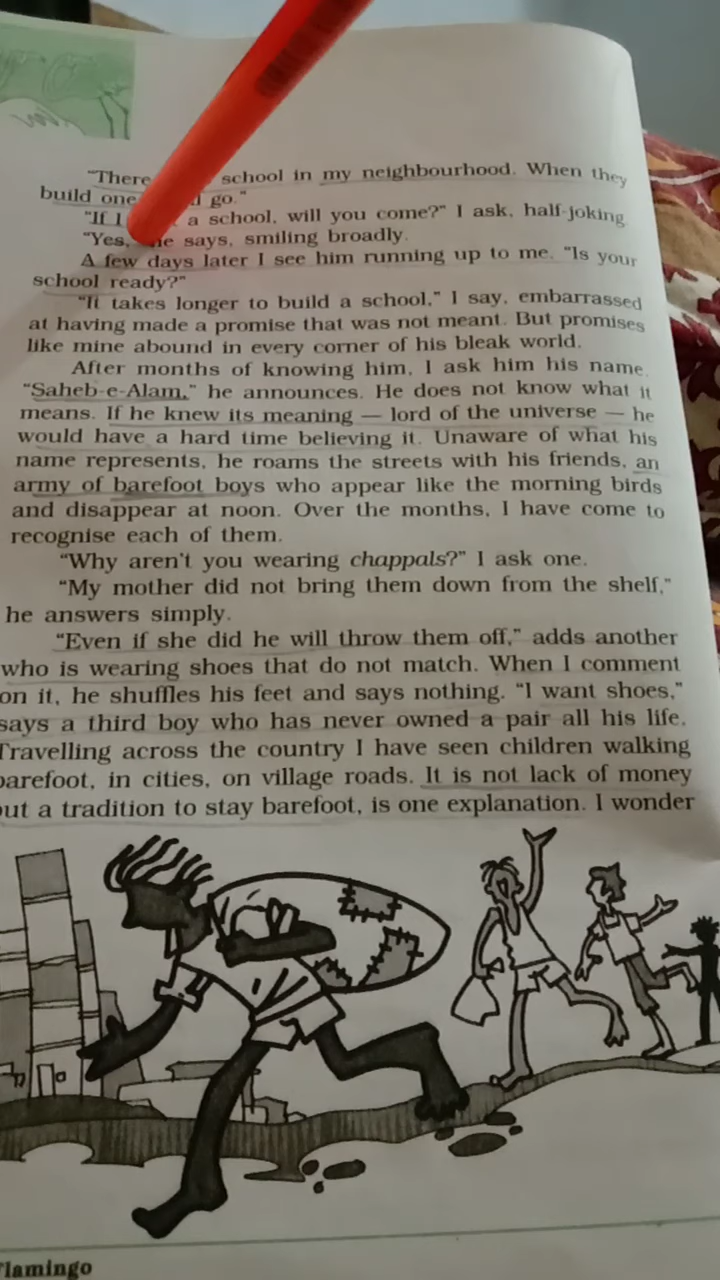 "There school in my neighbourhood. When they
build one go."
"If I a school, will you come?" I ask, half-joking.
"Yes, he says, smiling broadly.
A few days later I see him running up to me. "Is your
school ready?"
"It takes longer to build a school," I say, embarrassed
at having made a promise that was not meant. But promises
like mine abound in every corner of his bleak world.
After months of knowing him, I ask him his name.
"Saheb-e-Alam," he announces. He does not know what it
means. If he knew its meaning — lord of the universe — he
would have a hard time believing it. Unaware of what his
name represents, he roams the streets with his friends, an
army of barefoot boys who appear like the morning birds
and disappear at noon. Over the months, I have come to
recognise each of them.
"Why aren't you wearing chappals?" I ask one.
"My mother did not bring them down from the shelf,"
he answers simply.
"Even if she did he will throw them off," adds another
who is wearing shoes that do not match. When I comment
on it, he shuffles his feet and says nothing. "I want shoes,"
says a third boy who has never owned a pair all his life.
Travelling across the country I have seen children walking
barefoot, in cities, on village roads. It is not lack of money
but a tradition to stay barefoot, is one explanation. I wonder
Flamingo